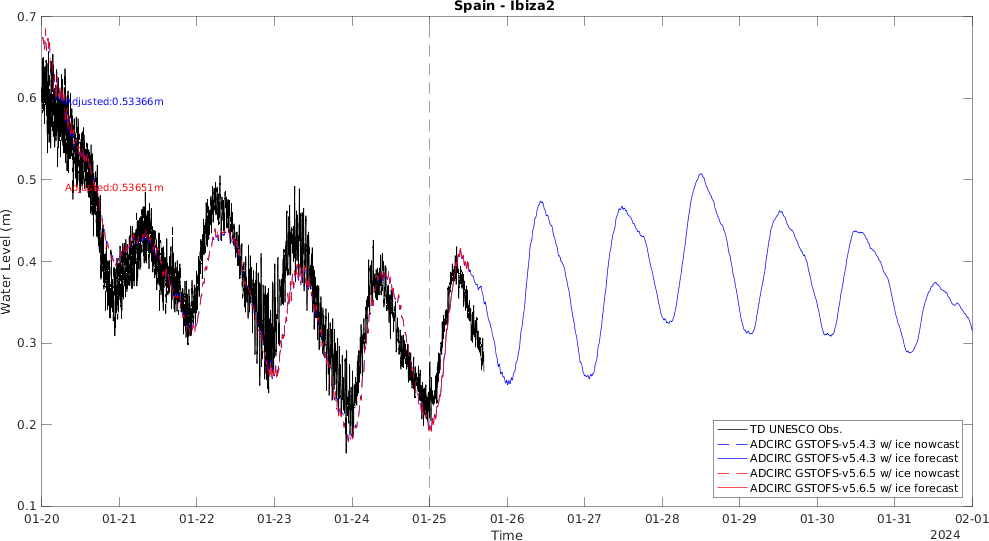 Spain - Ibiza2
0.7
0.6
0.5
0.4
0.3
0.2
0.1
Water Level (m)
Adjusted:0.53366m
Adjusted:0.53651m
TD UNESCO Obs.
ADCIRC GSTOFS-v5.4.3 w/ ice nowcast
ADCIRC GSTOFS-v5.4.3 w/ ice forecast
ADCIRC GSTOFS-v5.6.5 w/ ice nowcast
ADCIRC GSTOFS-v5.6.5 w/ ice forecast
01-20 01-21 01-22 01-23 01-24 01-25 01-26 01-27 01-28 01-29 01-30 01-31 02-01
Time
2024